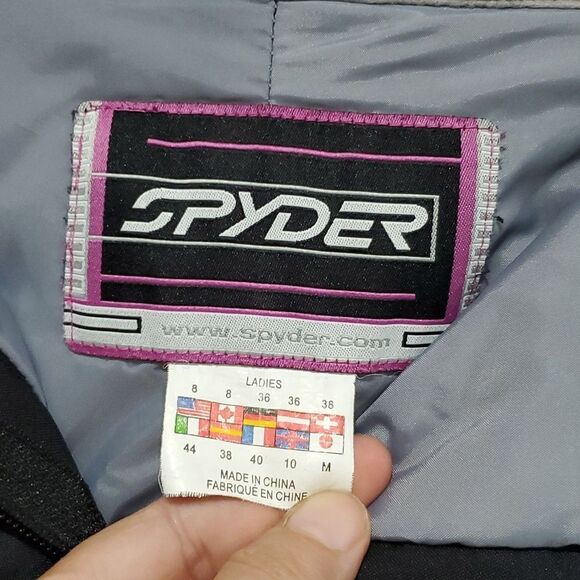 SPYDER
www.spyder.com
LADIES
8 8 36 36 38
44 38 40 10 M
MADE IN CHINA
FABRIQUÉ EN CHINE